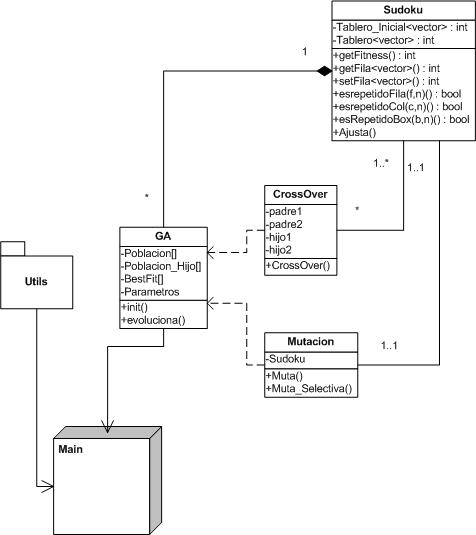 Sudoku
-Tablero_Inicial<vector> : int
-Tablero<vector> : int
+getFitness() : int
+getFila<vector>() : int
+setFila<vector>() : int
+esrepetidoFila(f,n)() : bool
+esrepetidoCol(c,n)() : bool
+esRepetidoBox(b,n)() : bool
+Ajusta()
1
1..*
1..1
*
CrossOver
-padre1
-padre2
-hijo1
-hijo2
+CrossOver()
*
GA
-Poblacion[]
-Poblacion_Hijo[]
-BestFit[]
-Parametros
+init()
+evoluciona()
Utils
Mutacion
-Sudoku
+Muta()
+Muta_Selectiva()
1..1
Main